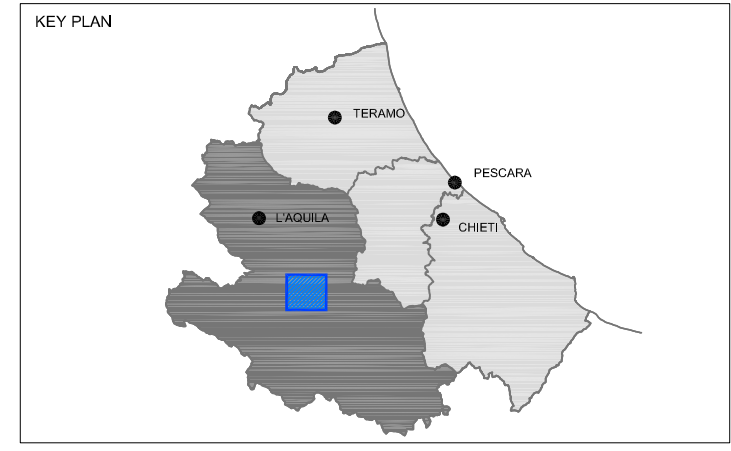 KEY PLAN
TERAMO
PESCARA
L'AQUILA
CHIETI